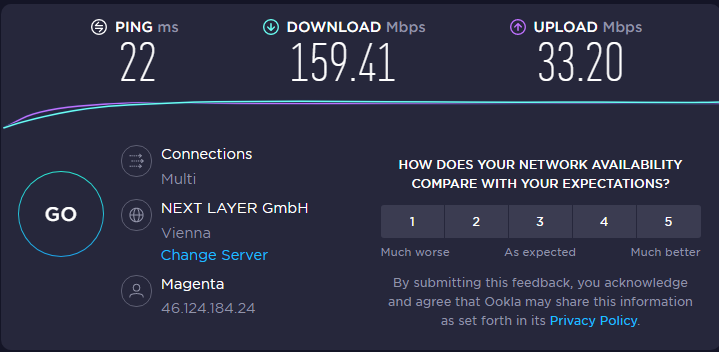 PING ms
22
DOWNLOAD Mbps
159.41
UPLOAD Mbps
33.20
GO
Connections
Multi
NEXT LAYER GmbH
Vienna
Change Server
Magenta
46.124.184.24
HOW DOES YOUR NETWORK AVAILABILITY
COMPARE WITH YOUR EXPECTATIONS?
1 2 3 4 5
Much worse As expected Much better
By submitting this feedback, you acknowledge
and agree that Ookla may share this information
as set forth in its Privacy Policy.